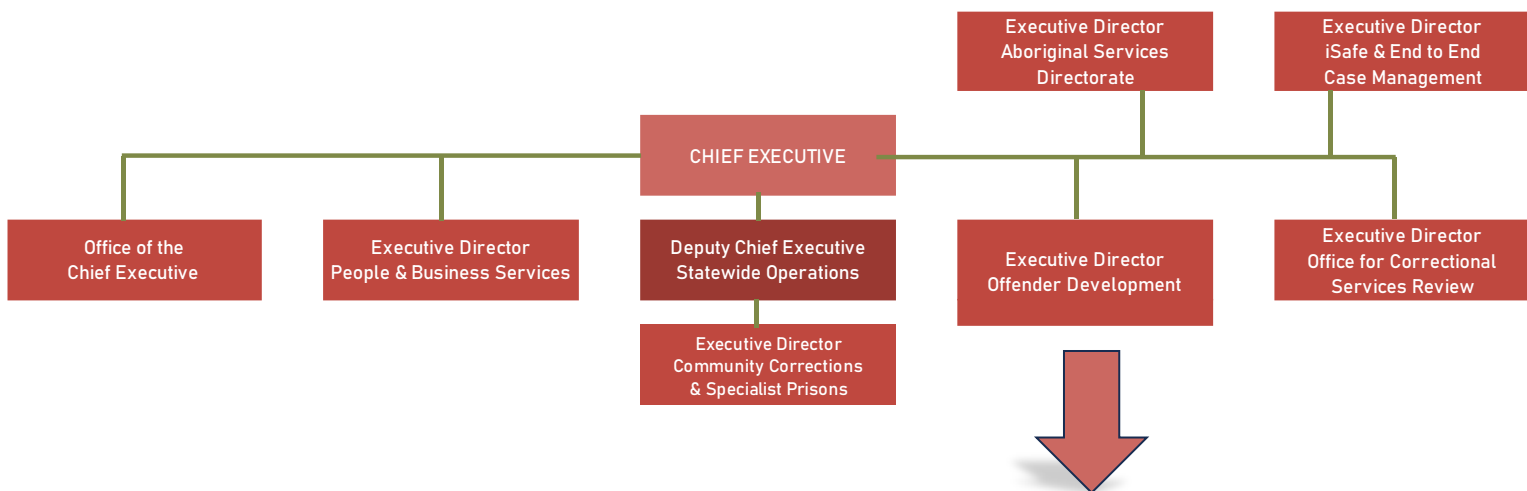 Executive Director
Aboriginal Services
Directorate
Executive Director
iSafe & End to End
Case Management
CHIEF EXECUTIVE
Office of the
Chief Executive
Executive Director
People & Business Services
Deputy Chief Executive
Statewide Operations
Executive Director
Offender Development
Executive Director
Office for Correctional
Services Review
Executive Director
Community Corrections
& Specialist Prisons